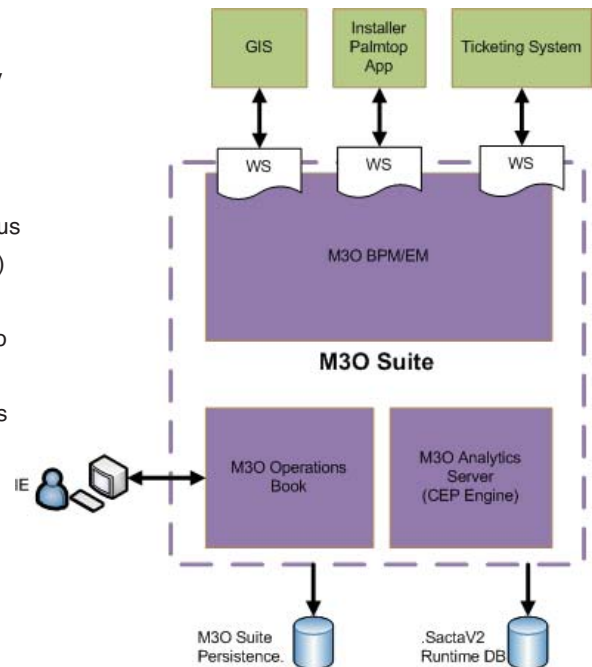 GIS
Installer
Palmtop
App
Ticketing System
WS
WS
WS
us
)
s
M3O BPM/EM
M3O Suite
M3O Operations
Book
M3O Analytics
Server
(CEP Engine)
IE
M3O Suite
Persistence.
.SactaV2
Runtime DB